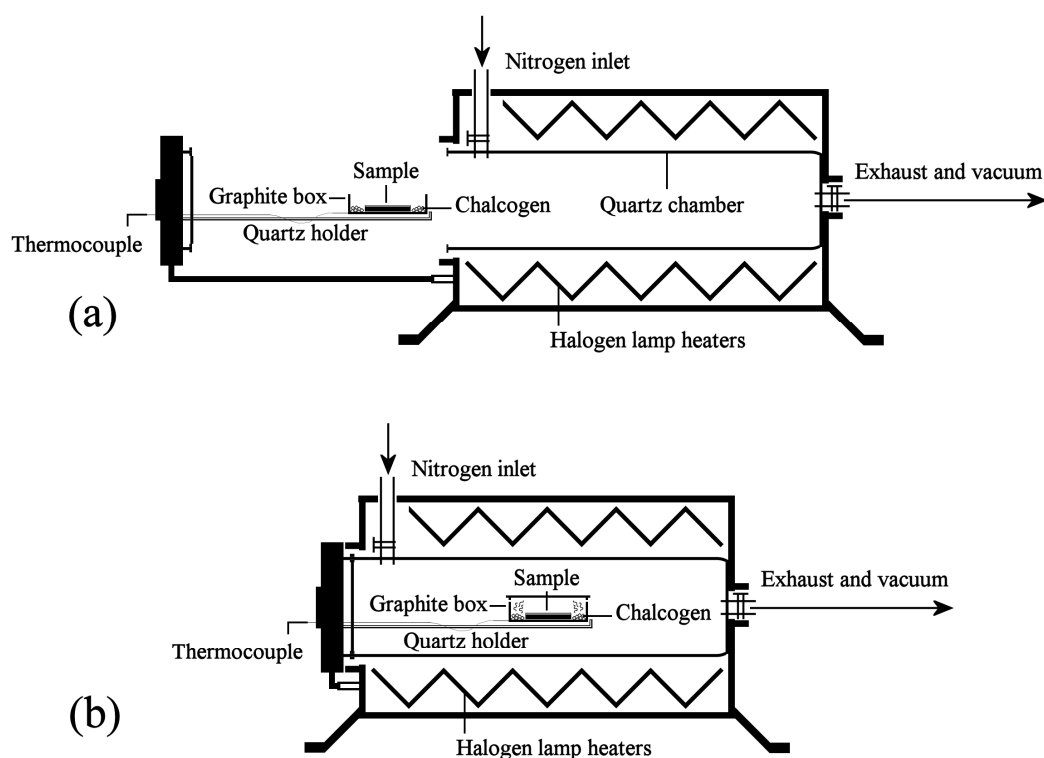 Nitrogen inlet
Sample
Exhaust and vacuum
Graphite box
Chalcogen
Quartz chamber
Thermocouple
Quartz holder
(a)
Halogen lamp heaters
Nitrogen inlet
Sample
Exhaust and vacuum
Graphite box
Chalcogen
Quartz holder
Thermocouple
(b)
Halogen lamp heaters